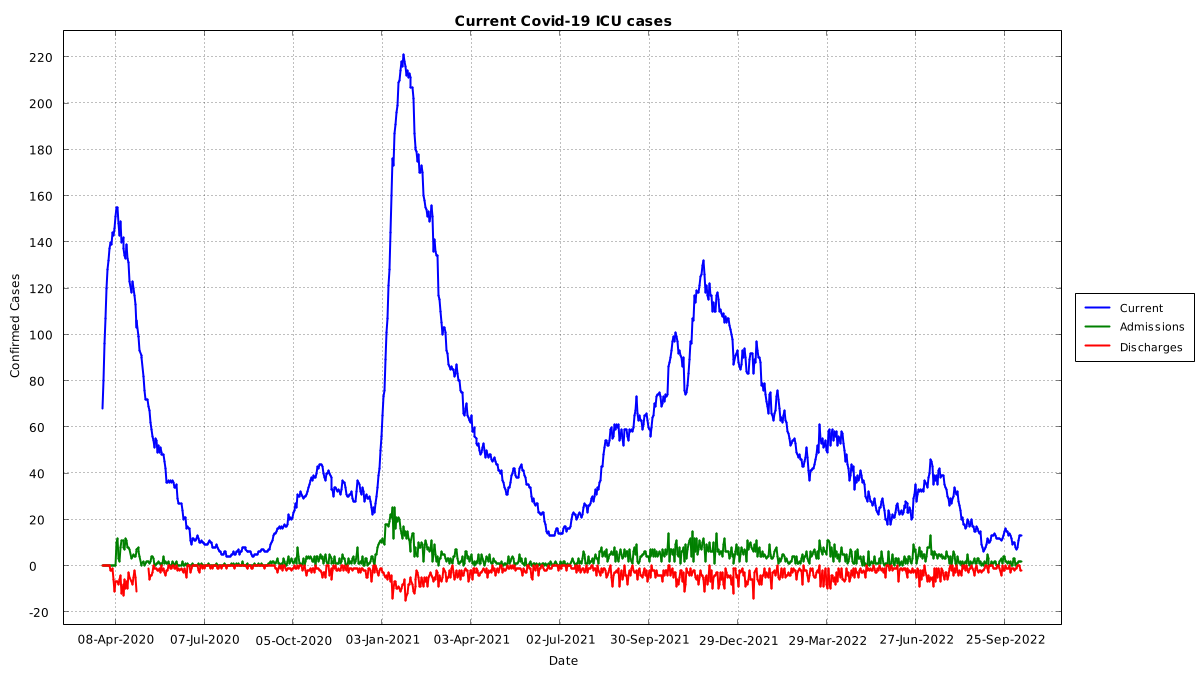 Current Covid-19 ICU cases
Confirmed Cases
220
200
180
160
140
120
100
80
60
40
20
0
-20
08-Apr-2020 07-Jul-2020 05-Oct-2020 03-Jan-2021 03-Apr-2021 02-Jul-2021 30-Sep-2021 29-Dec-2021 29-Mar-2022 27-Jun-2022 25-Sep-2022
Date
Current
Admissions
Discharges